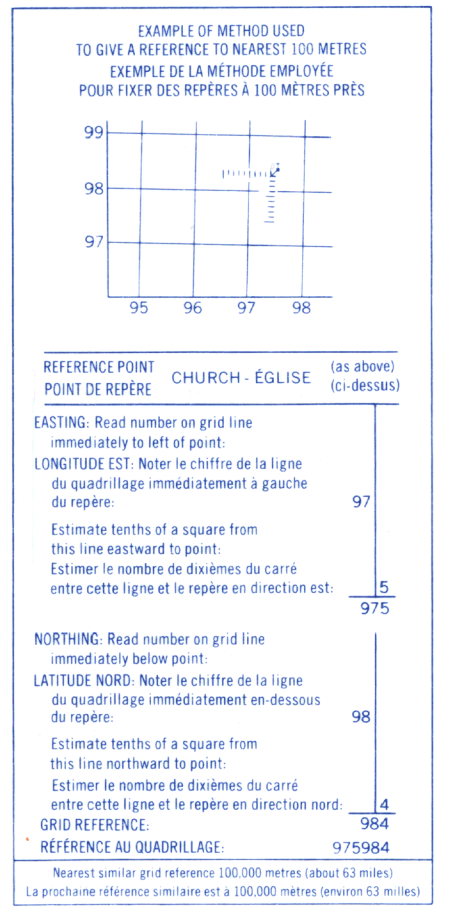 EXAMPLE OF METHOD USED
TO GIVE A REFERENCE TO NEAREST 100 METRES
EXEMPLE DE LA MÉTHODE EMPLOYÉE
POUR FIXER DES REPÈRES À 100 MÈTRES PRÈS
99
98
97
95 96 97 98
REFERENCE POINT
POINT DE REPÈRE
CHURCH - ÉGLISE
(as above)
(ci-dessus)
EASTING: Read number on grid line
immediately to left of point:
LONGITUDE EST: Noter le chiffre de la ligne
du quadrillage immédiatement à gauche
du repère: 97
Estimate tenths of a square from
this line eastward to point:
Estimer le nombre de dixièmes du carré
entre cette ligne et le repère en direction est: 5
975
NORTHING: Read number on grid line
immediately below point:
LATITUDE NORD: Noter le chiffre de la ligne
du quadrillage immédiatement en-dessous
du repère: 98
Estimate tenths of a square from
this line northward to point:
Estimer le nombre de dixièmes du carré
entre cette ligne et le repère en direction nord: 4
GRID REFERENCE: 984
RÉFÉRENCE AU QUADRILLAGE: 975984
Nearest similar grid reference 100,000 metres (about 63 miles)
La prochaine référence similaire est à 100,000 mètres (environ 63 milles)